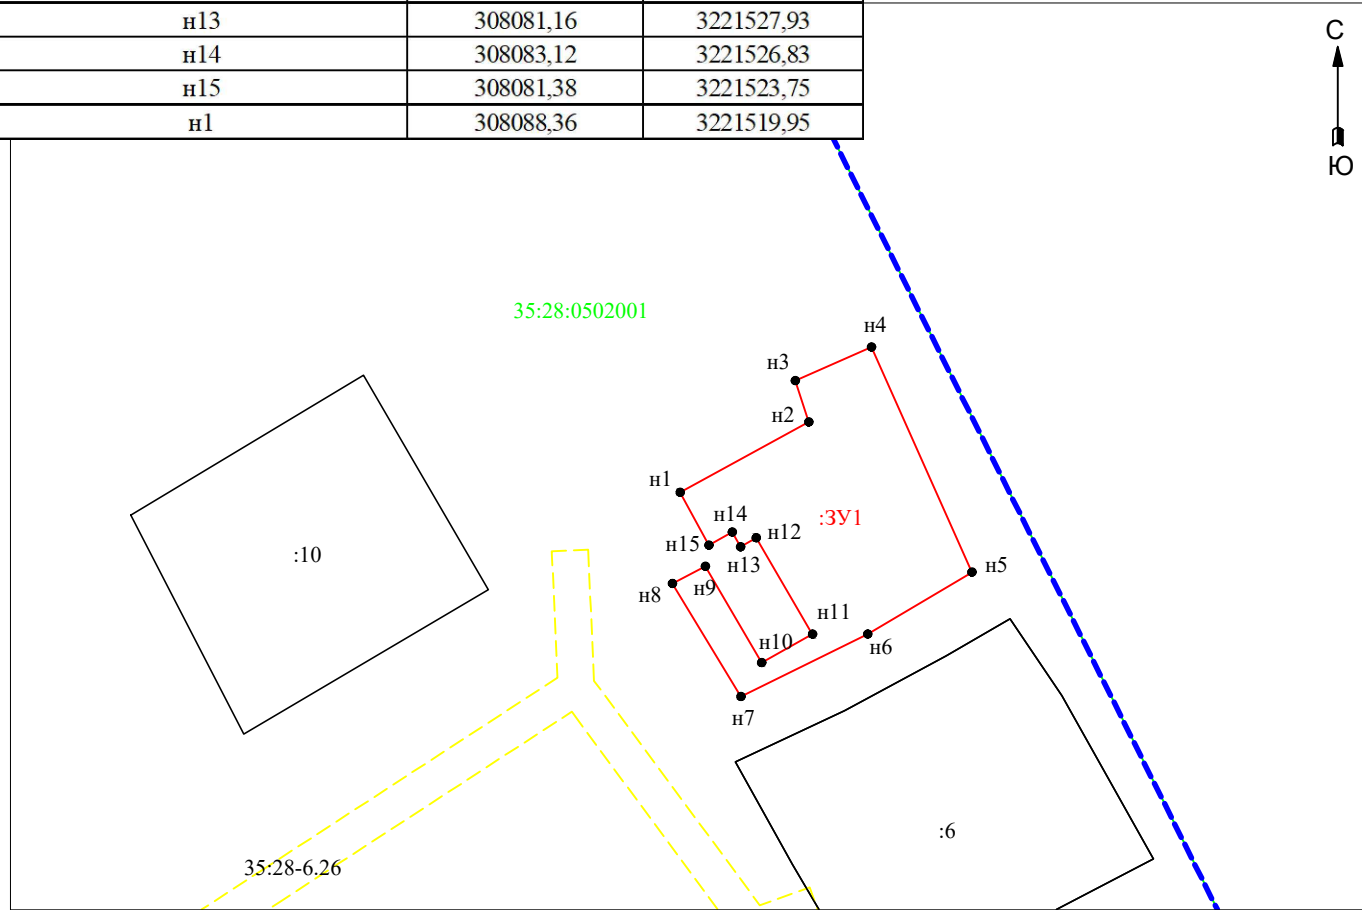 н13 308081,16 3221527,93
н14 308083,12 3221526,83
н15 308081,38 3221523,75
н1 308088,36 3221519,95
С
Ю
35:28:0502001
н4
н3
н2
н1
н14
:ЗУ1
н12
н15
н13
:10
н9
н5
н8
н11
н10
н6
н7
:6
35:28-6.26